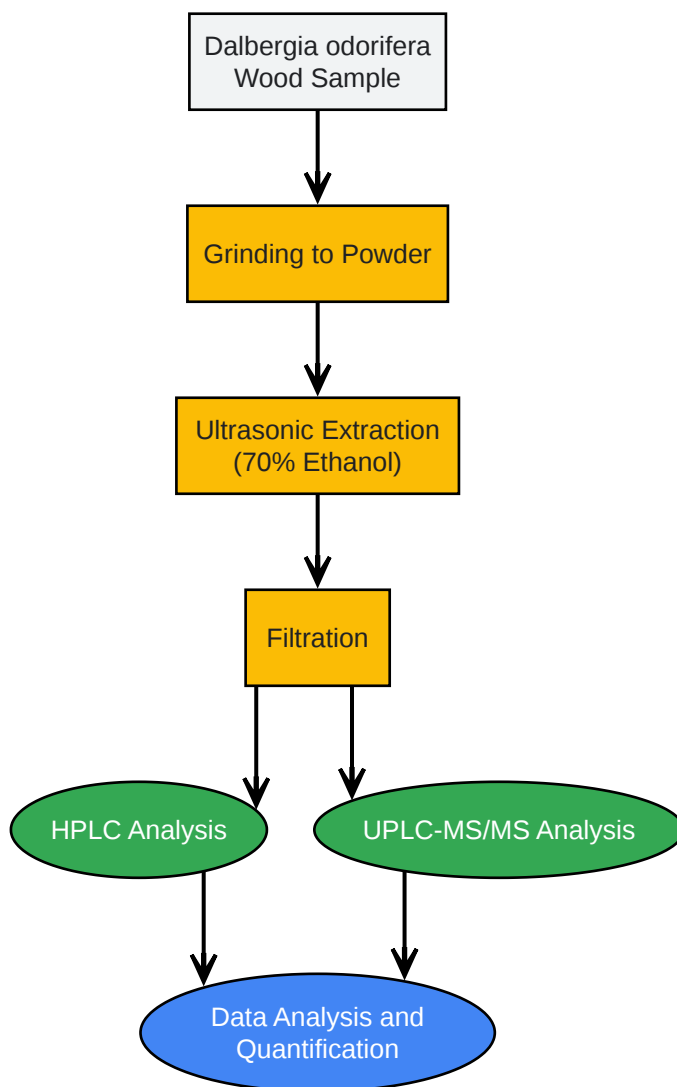 Dalbergia odorifera
Wood Sample
Grinding to Powder
Ultrasonic Extraction
(70% Ethanol)
Filtration
HPLC Analysis
UPLC-MS/MS Analysis
Data Analysis and
Quantification